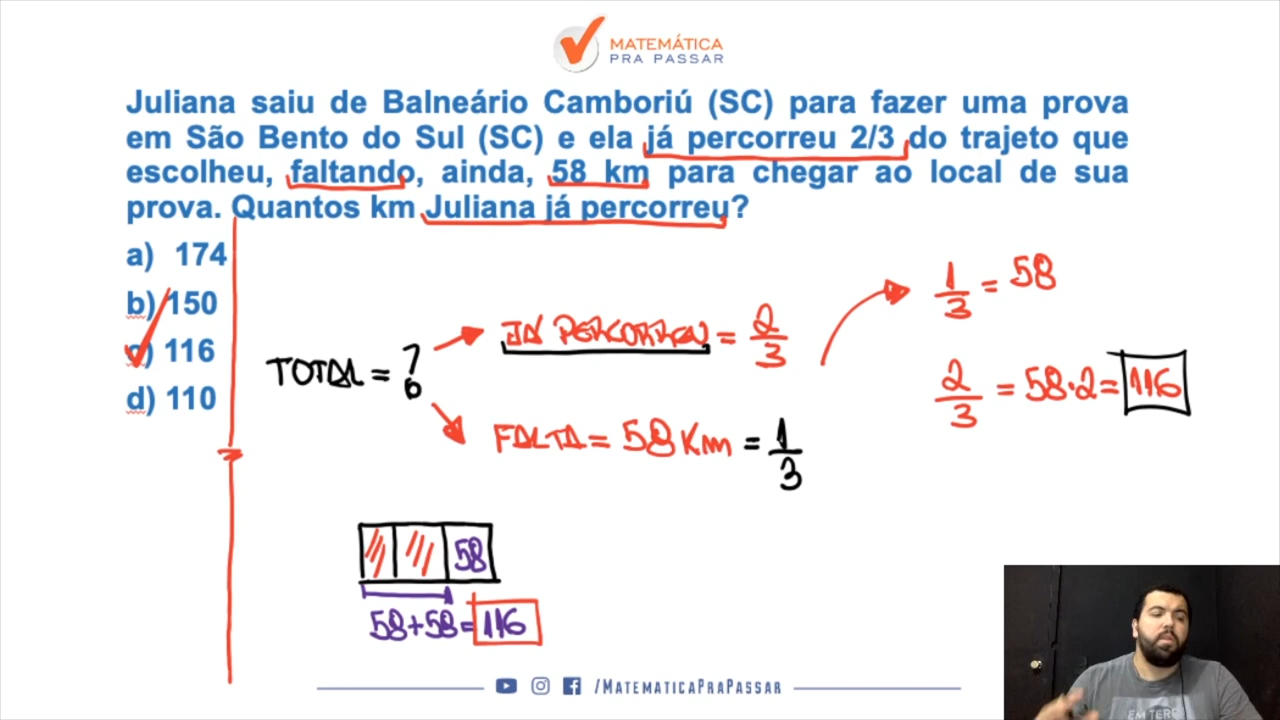 MATEMÁTICA
PRA PASSAR
Juliana saiu de Balneário Camboriú (SC) para fazer uma prova
em São Bento do Sul (SC) e ela já percorreu 2/3 do trajeto que
escolheu, faltando, ainda, 58 km para chegar ao local de sua
prova. Quantos km Juliana já percorreu?
a) 174
b) 150
c) 116
d) 110
TOTAL = ?
JÁ PERCORREU = 2/3
FALTA = 58 Km = 1/3
1/3 = 58
2/3 = 58·2 = 116
58
58+58=116
/MATEMATICAPRAPASSAR
EM TERR